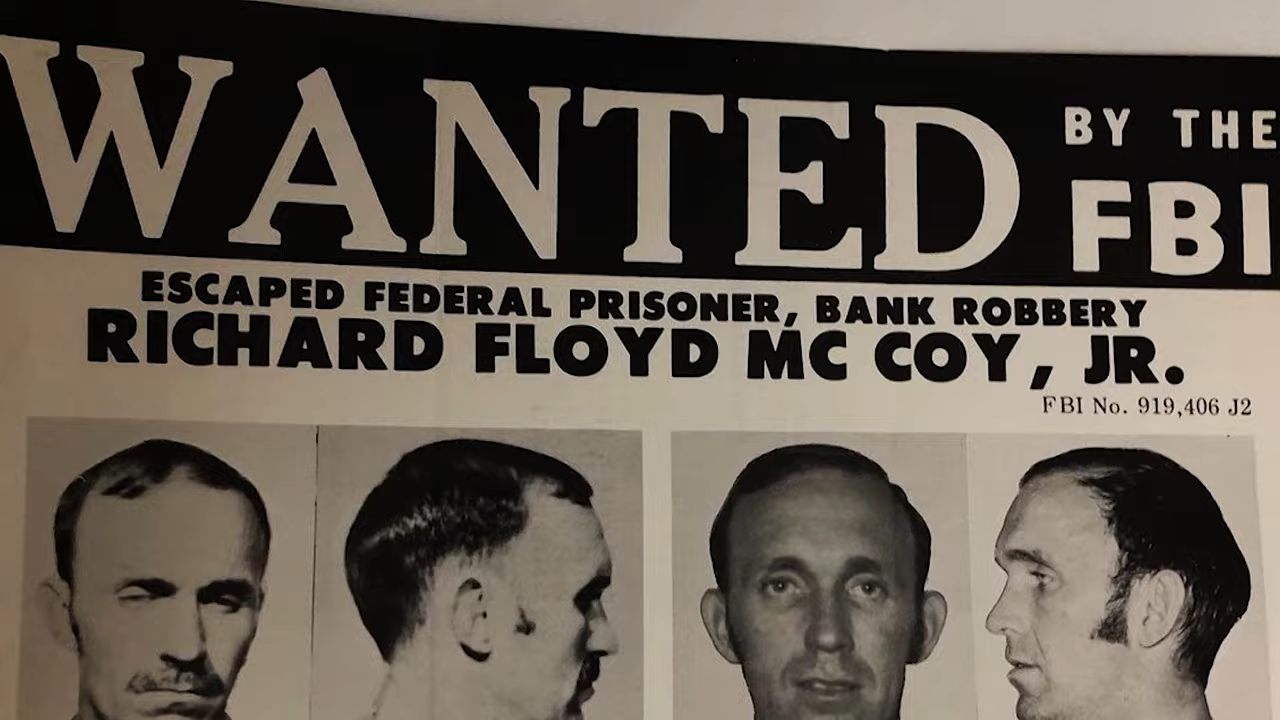 WANTED BY THE
FBI
ESCAPED FEDERAL PRISONER, BANK ROBBERY
RICHARD FLOYD MC COY, JR.
FBI No. 919,406 J2